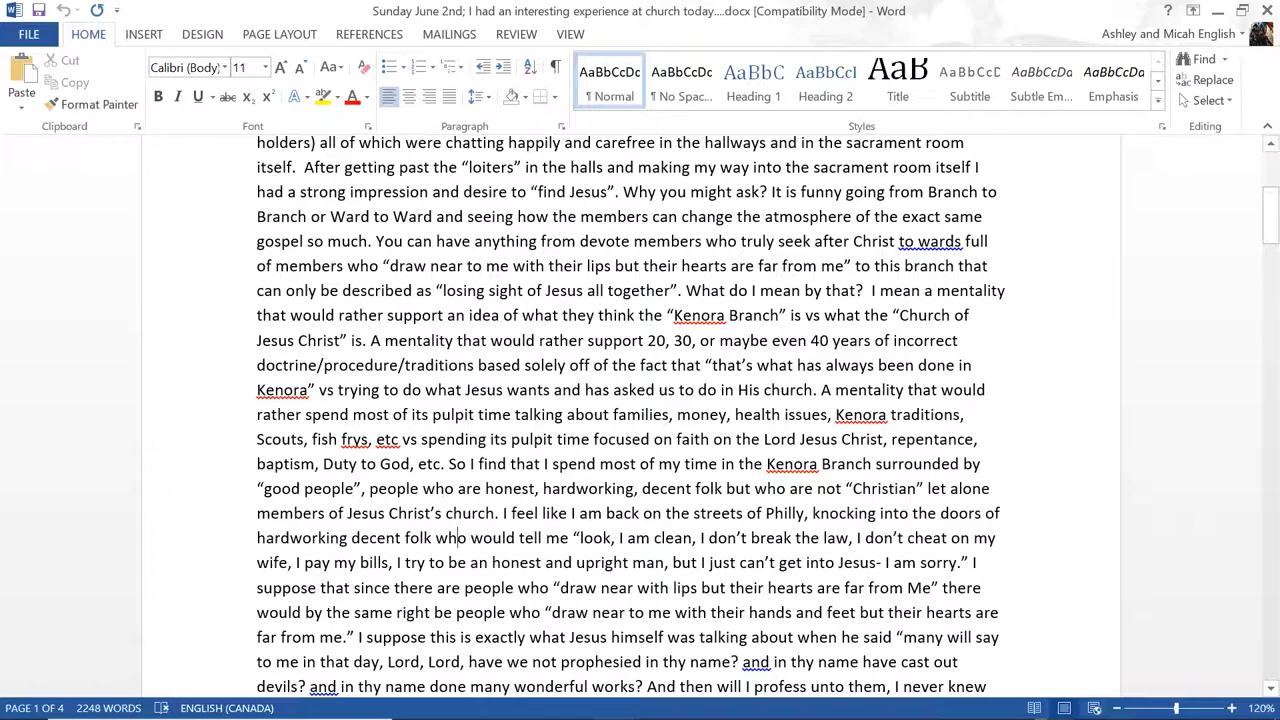 Sunday June 2nd; I had an interesting experience at church today....docx [Compatibility Mode] - Word
FILE HOME INSERT DESIGN PAGE LAYOUT REFERENCES MAILINGS REVIEW VIEW Ashley and Micah English
Paste Cut Copy Format Painter
Clipboard
Calibri (Body) 11
Font
Paragraph
AaBbCcDc AaBbCcDc AaBbC AaBbCcI AaB AaBbCcD AaBbCcDc AaBbCcDc
¶ Normal ¶ No Spac... Heading 1 Heading 2 Title Subtitle Subtle Em... Emphasis
Styles
Find
Replace
Select
Editing
holders) all of which were chatting happily and carefree in the hallways and in the sacrament room
itself. After getting past the “loiters” in the halls and making my way into the sacrament room itself I
had a strong impression and desire to “find Jesus”. Why you might ask? It is funny going from Branch to
Branch or Ward to Ward and seeing how the members can change the atmosphere of the exact same
gospel so much. You can have anything from devote members who truly seek after Christ to wards full
of members who “draw near to me with their lips but their hearts are far from me” to this branch that
can only be described as “losing sight of Jesus all together”. What do I mean by that? I mean a mentality
that would rather support an idea of what they think the “Kenora Branch” is vs what the “Church of
Jesus Christ” is. A mentality that would rather support 20, 30, or maybe even 40 years of incorrect
doctrine/procedure/traditions based solely off of the fact that “that’s what has always been done in
Kenora” vs trying to do what Jesus wants and has asked us to do in His church. A mentality that would
rather spend most of its pulpit time talking about families, money, health issues, Kenora traditions,
Scouts, fish frys, etc vs spending its pulpit time focused on faith on the Lord Jesus Christ, repentance,
baptism, Duty to God, etc. So I find that I spend most of my time in the Kenora Branch surrounded by
“good people”, people who are honest, hardworking, decent folk but who are not “Christian” let alone
members of Jesus Christ’s church. I feel like I am back on the streets of Philly, knocking into the doors of
hardworking decent folk who would tell me “look, I am clean, I don’t break the law, I don’t cheat on my
wife, I pay my bills, I try to be an honest and upright man, but I just can’t get into Jesus- I am sorry.” I
suppose that since there are people who “draw near with lips but their hearts are far from Me” there
would by the same right be people who “draw near to me with their hands and feet but their hearts are
far from me.” I suppose this is exactly what Jesus himself was talking about when he said “many will say
to me in that day, Lord, Lord, have we not prophesied in thy name? and in thy name have cast out
devils? and in thy name done many wonderful works? And then will I profess unto them, I never knew
PAGE 1 OF 4 2248 WORDS ENGLISH (CANADA) 120%